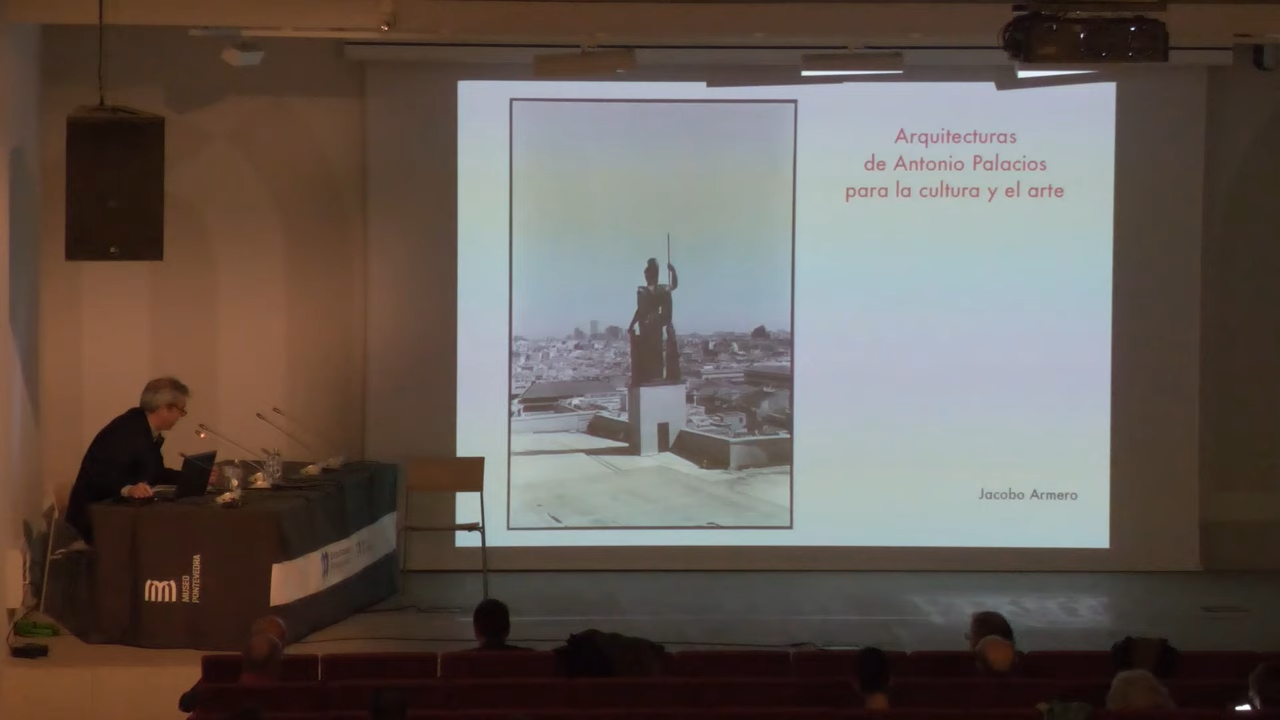 Arquitecturas
de Antonio Palacios
para la cultura y el arte
Jacobo Armero
MUSEO
PONTEVEDRA